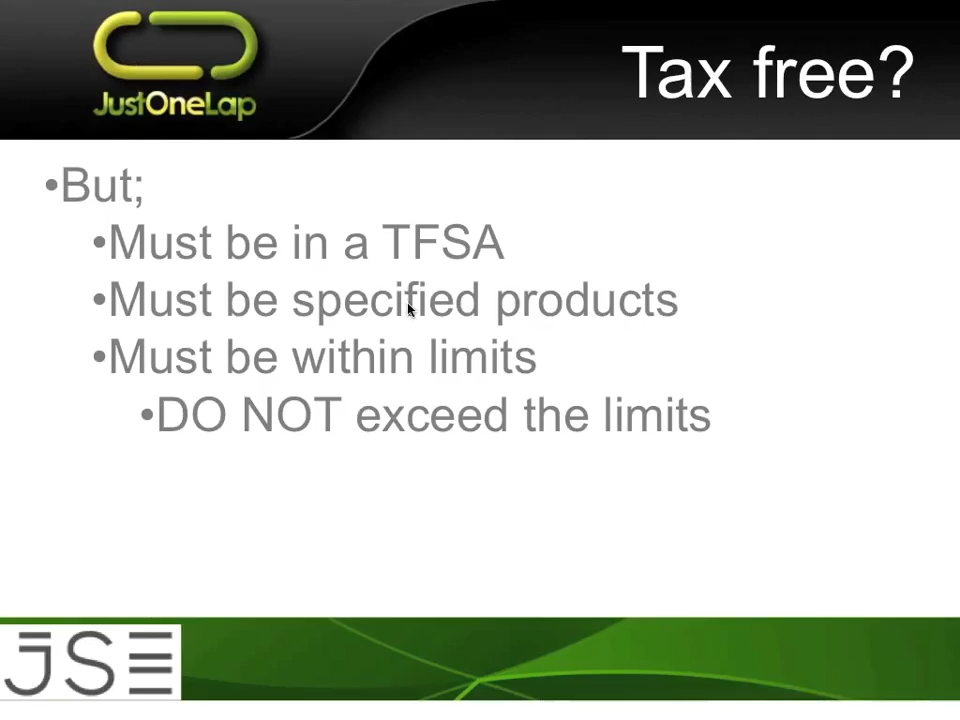 JustOneLap
Tax free?
•But;
•Must be in a TFSA
•Must be specified products
•Must be within limits
•DO NOT exceed the limits
JSE